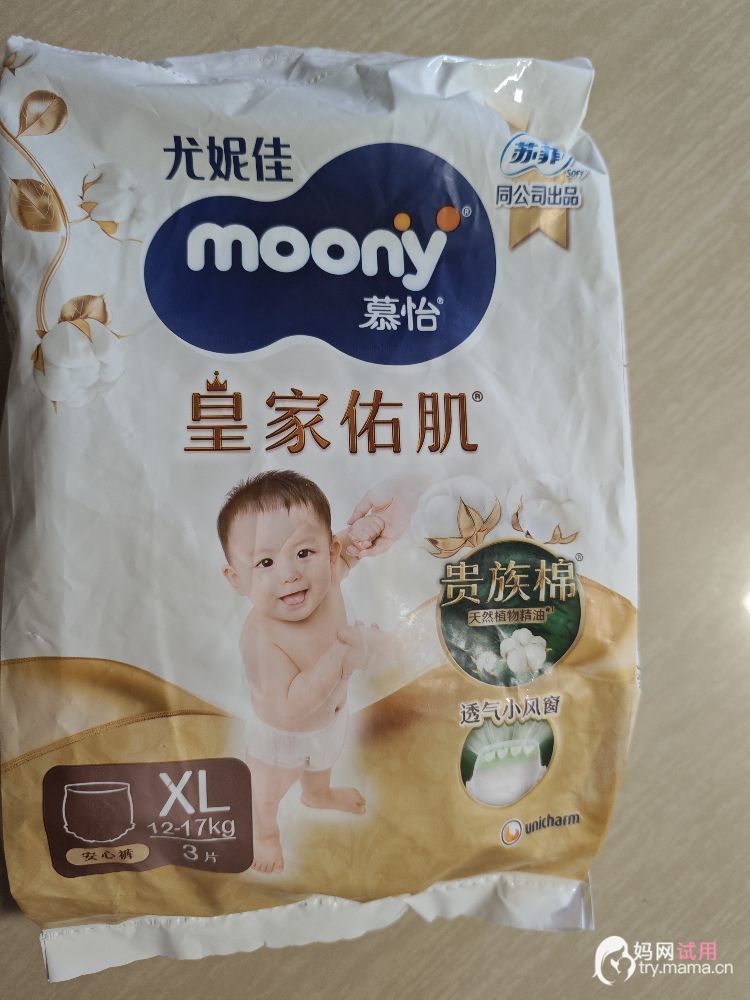 尤妮佳
moony®
慕怡®
苏菲
SOFY
同公司出品
皇家佑肌®
贵族棉®
天然植物精油
透气小风窗
XL
12-17kg
3片
安心裤
unicharm
妈网试用
try.mama.cn